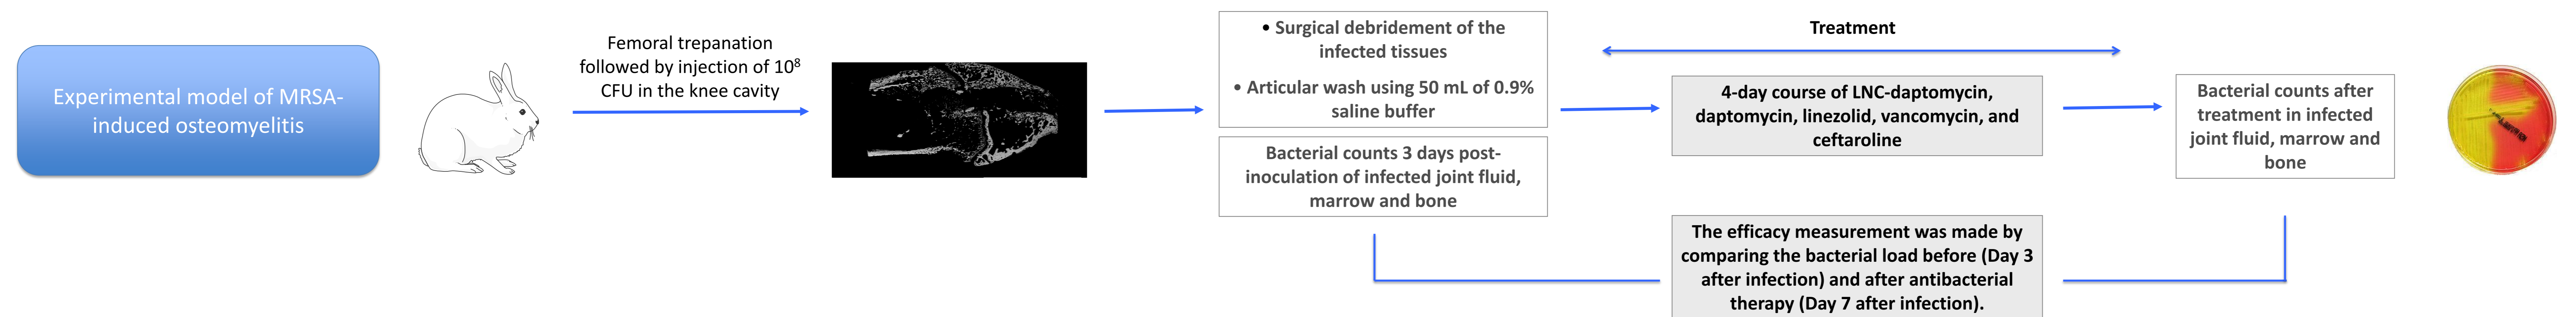 Experimental model of MRSA-
induced osteomyelitis
Femoral trepanation
followed by injection of 10⁸
CFU in the knee cavity
• Surgical debridement of the
infected tissues
• Articular wash using 50 mL of 0.9%
saline buffer
Bacterial counts 3 days post-
inoculation of infected joint fluid,
marrow and bone
Treatment
4-day course of LNC-daptomycin,
daptomycin, linezolid, vancomycin, and
ceftaroline
The efficacy measurement was made by
comparing the bacterial load before (Day 3
after infection) and after antibacterial
therapy (Day 7 after infection).
Bacterial counts after
treatment in infected
joint fluid, marrow and
bone